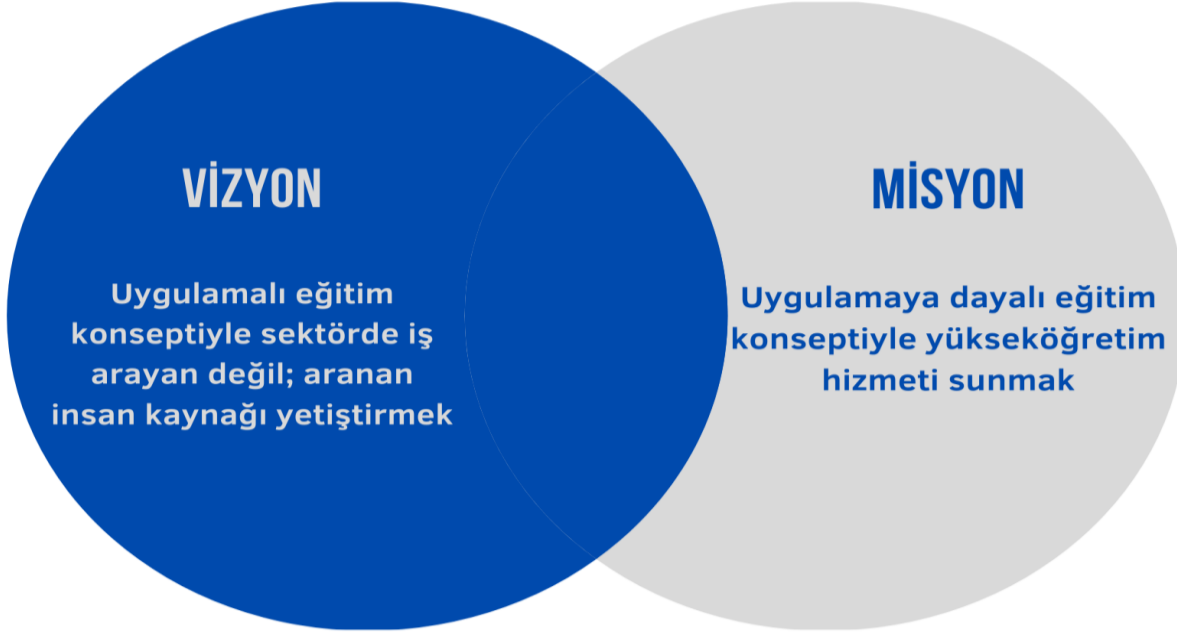 VİZYON
Uygulamalı eğitim
konseptiyle sektörde iş
arayan değil; aranan
insan kaynağı yetiştirmek
MİSYON
Uygulamaya dayalı eğitim
konseptiyle yükseköğretim
hizmeti sunmak